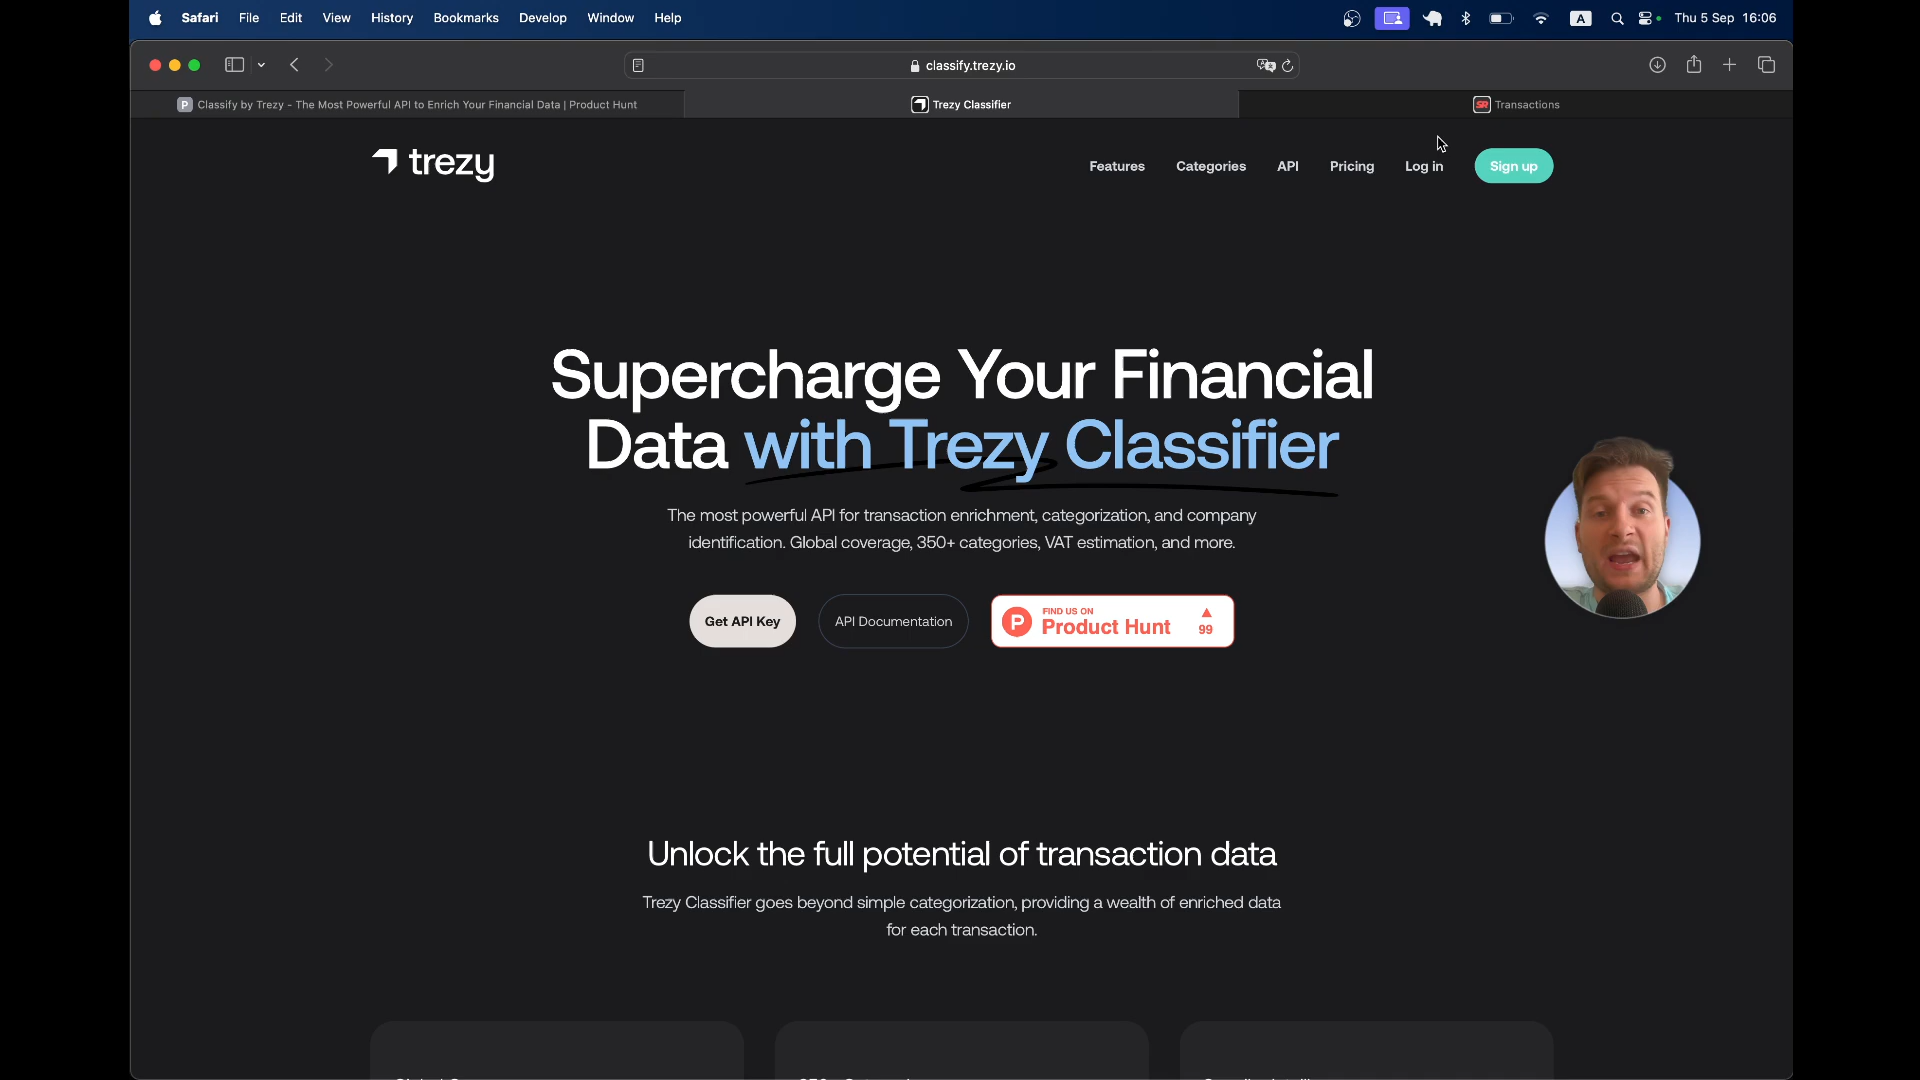 Safari File Edit View History Bookmarks Develop Window Help A Thu 5 Sep 16:06
classify.trezy.io
P Classify by Trezy - The Most Powerful API to Enrich Your Financial Data | Product Hunt
Trezy Classifier
SR Transactions
trezy
Features Categories API Pricing Log in Sign up
Supercharge Your Financial
Data with Trezy Classifier
The most powerful API for transaction enrichment, categorization, and company
identification. Global coverage, 350+ categories, VAT estimation, and more.
Get API Key
API Documentation
P FIND US ON
Product Hunt
99
Unlock the full potential of transaction data
Trezy Classifier goes beyond simple categorization, providing a wealth of enriched data
for each transaction.